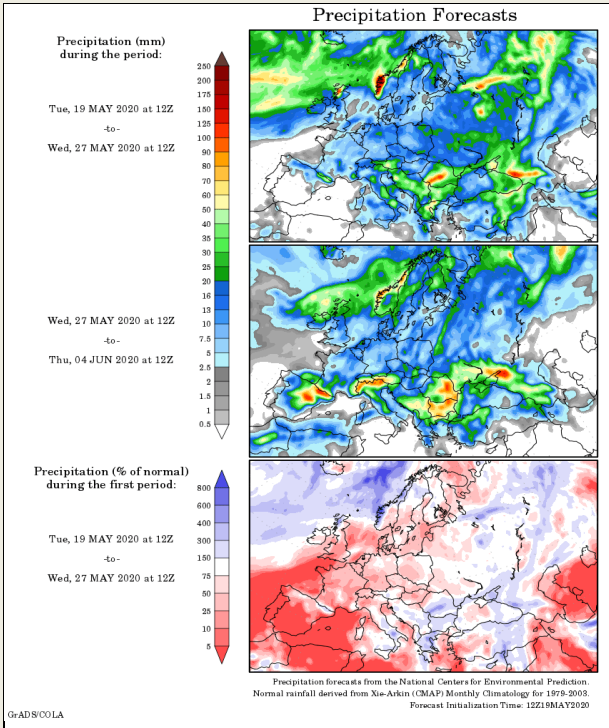 Precipitation Forecasts
Precipitation (mm)
during the period:
Tue, 19 MAY 2020 at 12Z
-to-
Wed, 27 MAY 2020 at 12Z
250
200
175
150
125
100
90
80
70
60
50
40
35
30
25
20
16
13
10
7.5
5
2.5
2
1.5
1
0.5
Wed, 27 MAY 2020 at 12Z
-to-
Thu, 04 JUN 2020 at 12Z
Precipitation (% of normal)
during the first period:
Tue, 19 MAY 2020 at 12Z
-to-
Wed, 27 MAY 2020 at 12Z
800
600
400
300
150
75
50
25
10
5
Precipitation forecasts from the National Centers for Environmental Prediction.
Normal rainfall derived from Xie-Arkin (CMAP) Monthly Climatology for 1979-2003.
Forecast Initialization Time: 12Z19MAY2020
GrADS/COLA